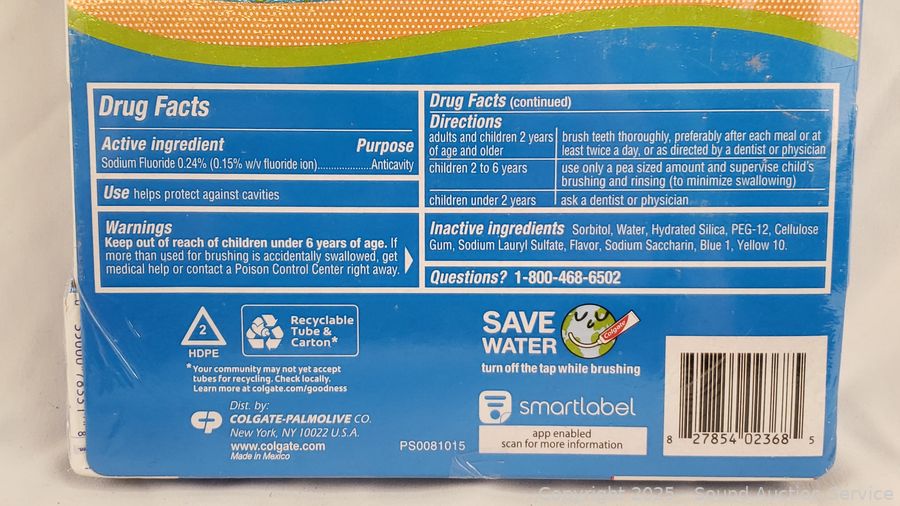 Drug Facts
Active ingredient Purpose
Sodium Fluoride 0.24% (0.15% w/v fluoride ion)......................Anticavity
Use helps protect against cavities
Warnings
Keep out of reach of children under 6 years of age. If
more than used for brushing is accidentally swallowed, get
medical help or contact a Poison Control Center right away.
Drug Facts (continued)
Directions
adults and children 2 years brush teeth thoroughly, preferably after each meal or at
of age and older least twice a day, or as directed by a dentist or physician
children 2 to 6 years use only a pea sized amount and supervise child's
brushing and rinsing (to minimize swallowing)
children under 2 years ask a dentist or physician
Inactive ingredients Sorbitol, Water, Hydrated Silica, PEG-12, Cellulose
Gum, Sodium Lauryl Sulfate, Flavor, Sodium Saccharin, Blue 1, Yellow 10.
Questions? 1-800-468-6502
2
HDPE
Recyclable
Tube &
Carton*
*Your community may not yet accept
tubes for recycling. Check locally.
Learn more at colgate.com/goodness
Dist. by:
COLGATE-PALMOLIVE CO.
New York, NY 10022 U.S.A.
www.colgate.com
Made in Mexico
PS0081015
SAVE
WATER
Colgate
turn off the tap while brushing
smartlabel
app enabled
scan for more information
8 27854 02368 5
Copyright 2025 - Sound Auction Service